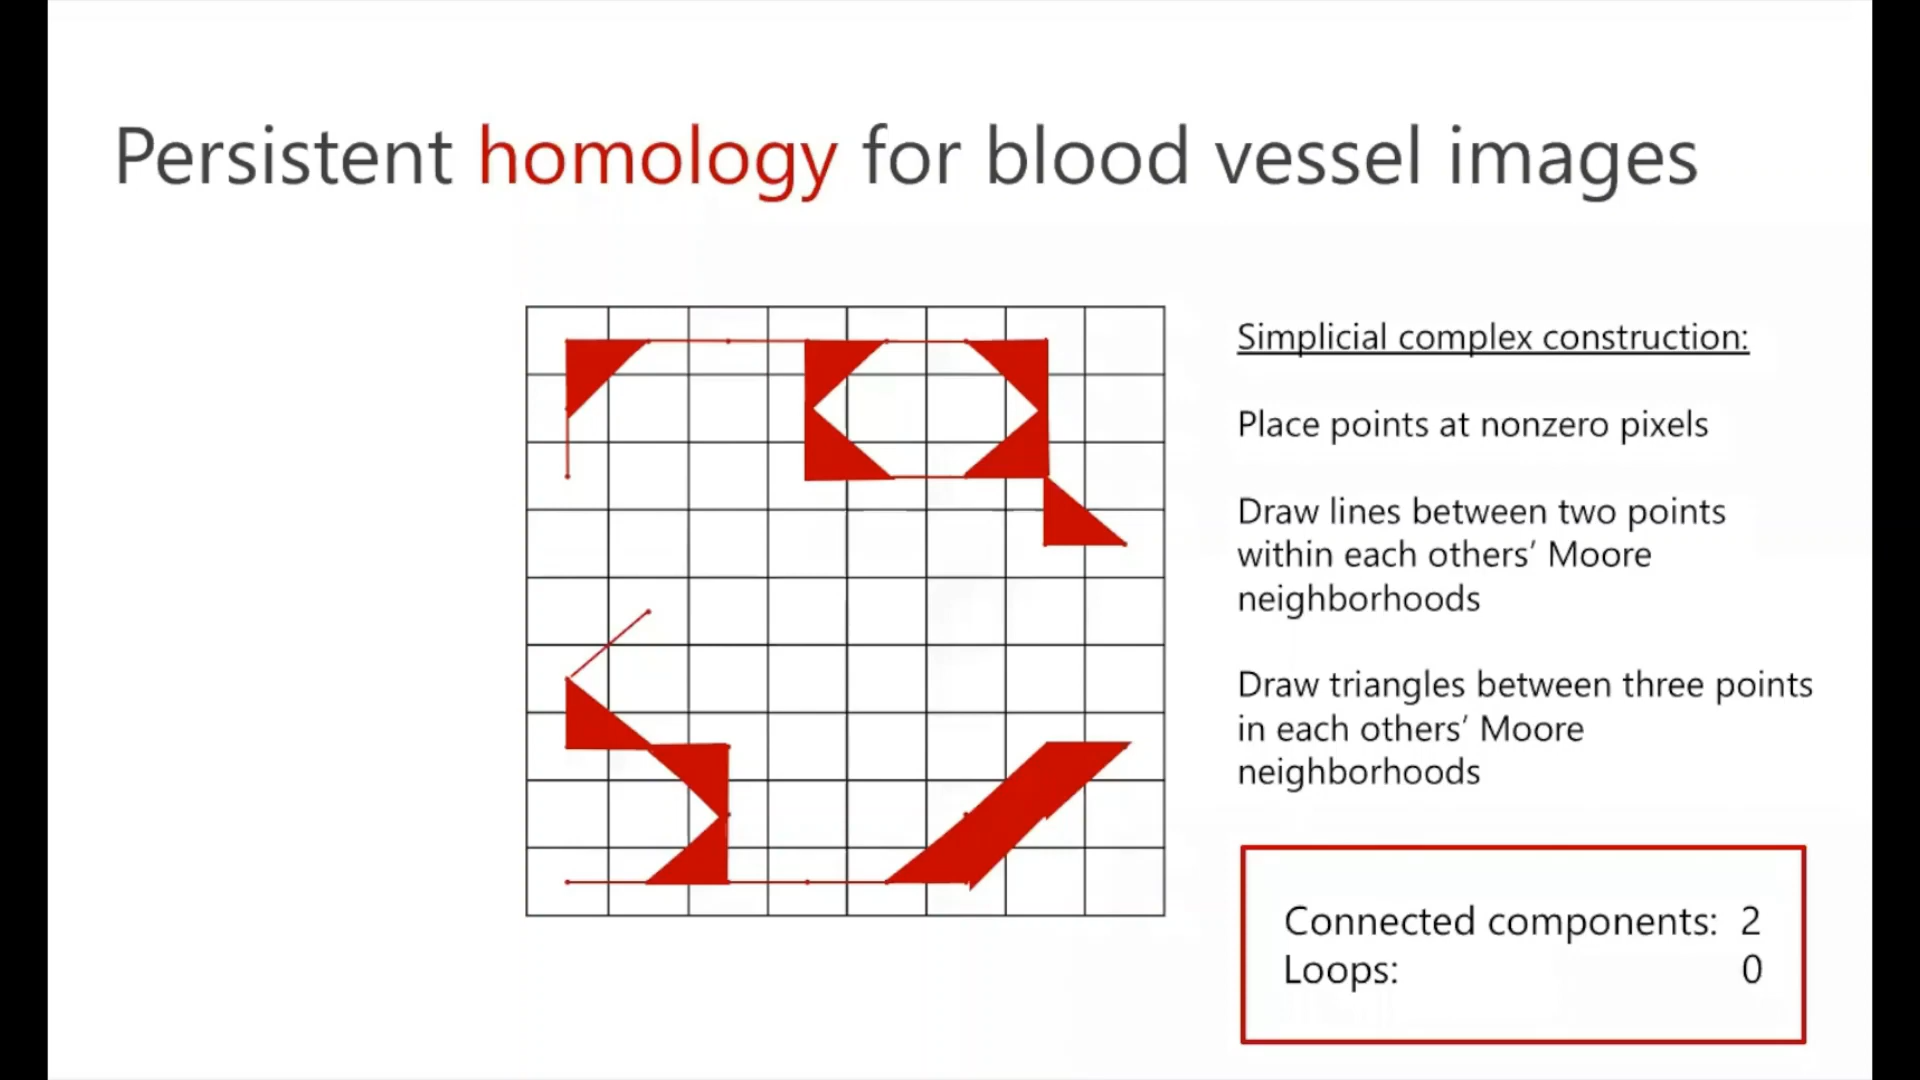 Persistent homology for blood vessel images
Simplicial complex construction:
Place points at nonzero pixels
Draw lines between two points
within each others’ Moore
neighborhoods
Draw triangles between three points
in each others’ Moore
neighborhoods
Connected components: 2
Loops: 0